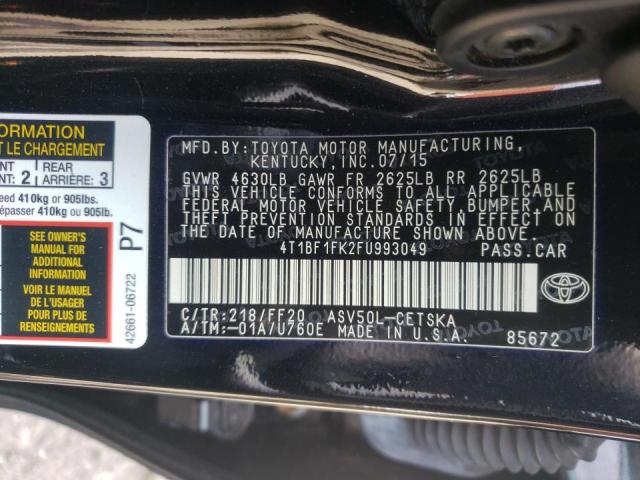 ORMATION
T LE CHARGEMENT
NT 2 REAR 3
ARRIÈRE:
eed 410kg or 905lbs.
épasser 410kg ou 905lb.
SEE OWNER'S
MANUAL FOR
ADDITIONAL
INFORMATION
VOIR LE MANUEL
DE L'USAGER
POUR PLUS DE
RENSEIGNEMENTS
P7
42661-06722
MFD.BY:TOYOTA MOTOR MANUFACTURING,
KENTUCKY,INC.07/15
GVWR 4630LB GAWR FR 2625LB RR 2625LB
THIS VEHICLE CONFORMS TO ALL APPLICABLE
FEDERAL MOTOR VEHICLE SAFETY,BUMPER,AND
THEFT PREVENTION STANDARDS IN EFFECT ON
THE DATE OF MANUFACTURE SHOWN ABOVE.
4T1BF1FK2FU993049 PASS.CAR
C/TR:218/FF20 ASV50L-CETSKA
A/TM:-01A/U760E MADE IN U.S.A.
85672
TOYOTA